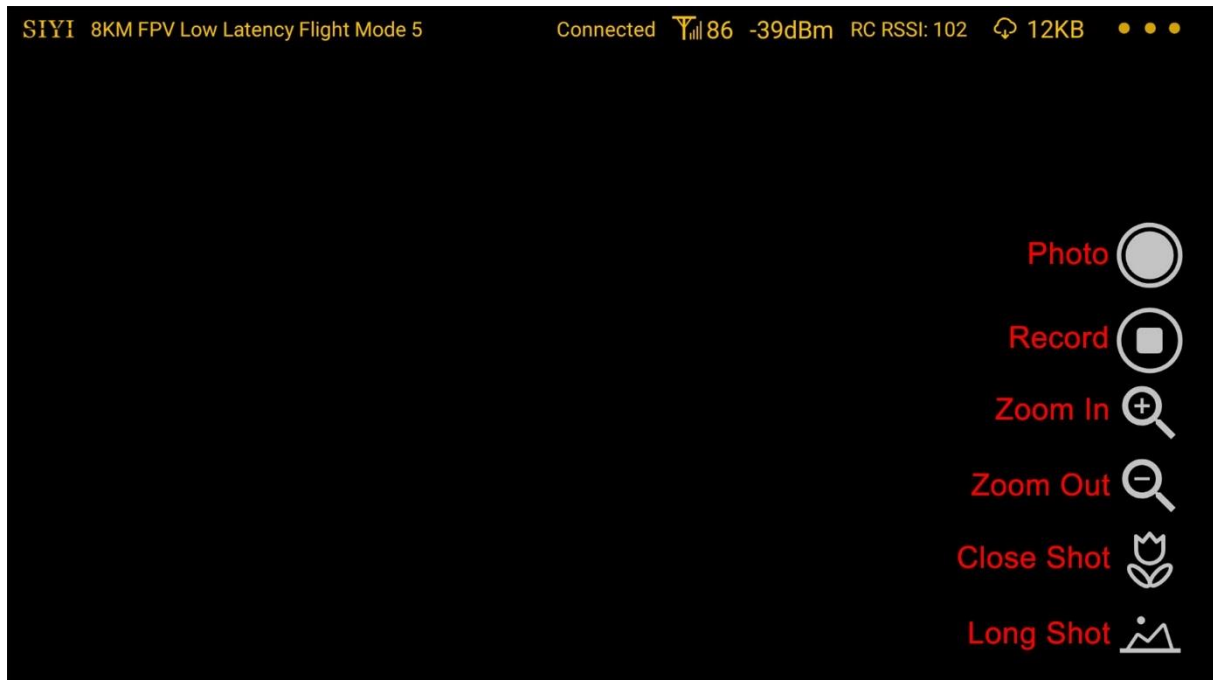 SIYI 8KM FPV Low Latency Flight Mode 5 Connected 86 -39dBm RC RSSI: 102 12KB
Photo
Record
Zoom In
Zoom Out
Close Shot
Long Shot